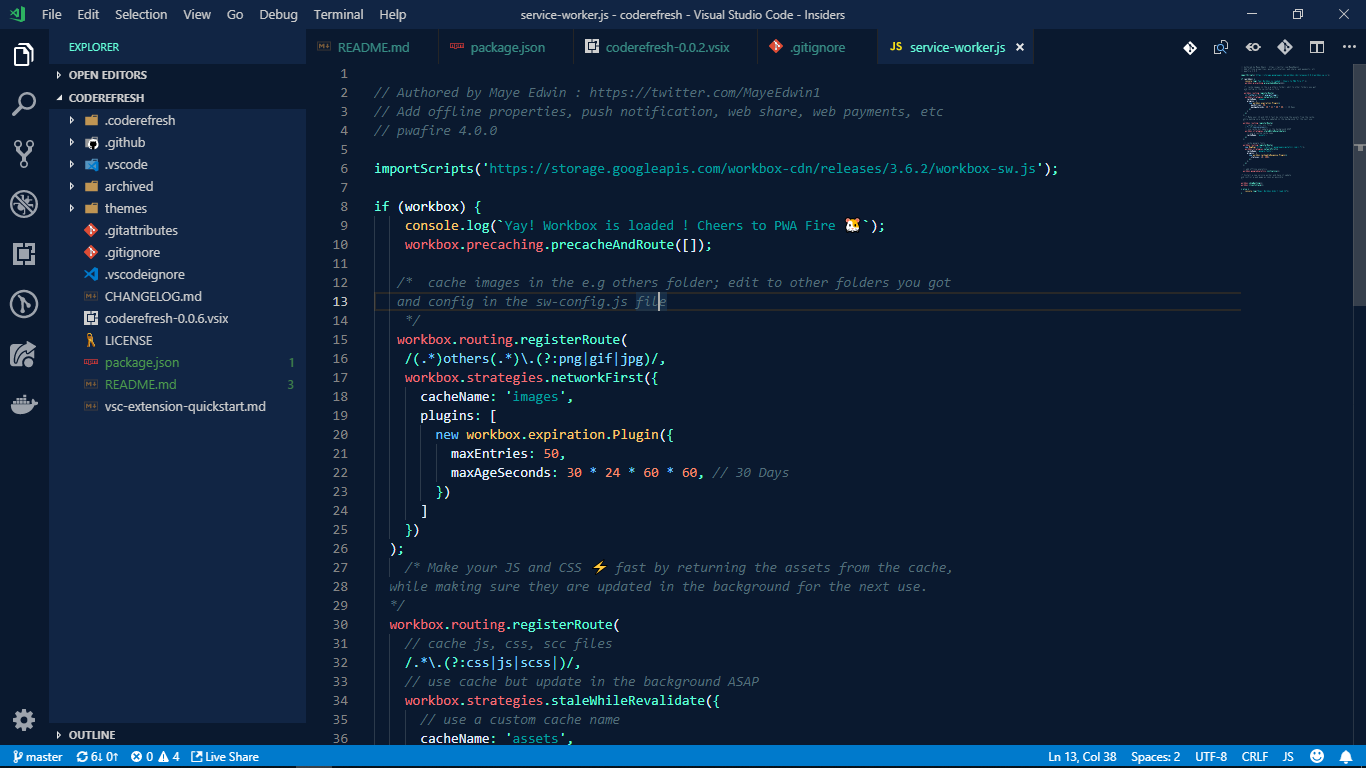 File Edit Selection View Go Debug Terminal Help
service-worker.js - coderefresh - Visual Studio Code - Insiders
EXPLORER
OPEN EDITORS
CODEREFRESH
.coderefresh
.github
.vscode
archived
themes
.gitattributes
.gitignore
.vscodeignore
CHANGELOG.md
coderefresh-0.0.6.vsix
LICENSE
package.json 1
README.md 3
vsc-extension-quickstart.md
OUTLINE
README.md
package.json
coderefresh-0.0.2.vsix
.gitignore
JS service-worker.js ×
1
2 // Authored by Maye Edwin : https://twitter.com/MayeEdwin1
3 // Add offline properties, push notification, web share, web payments, etc
4 // pwafire 4.0.0
5
6 importScripts('https://storage.googleapis.com/workbox-cdn/releases/3.6.2/workbox-sw.js');
7
8 if (workbox) {
9 console.log(`Yay! Workbox is loaded ! Cheers to PWA Fire 🐹`);
10 workbox.precaching.precacheAndRoute([]);
11
12 /*  cache images in the e.g others folder; edit to other folders you got
13 and config in the sw-config.js file
14 */
15 workbox.routing.registerRoute(
16 /(.*)others(.*)\.(?:png|gif|jpg)/,
17 workbox.strategies.networkFirst({
18 cacheName: 'images',
19 plugins: [
20 new workbox.expiration.Plugin({
21 maxEntries: 50,
22 maxAgeSeconds: 30 * 24 * 60 * 60, // 30 Days
23 })
24 ]
25 })
26 );
27 /* Make your JS and CSS ⚡ fast by returning the assets from the cache,
28 while making sure they are updated in the background for the next use.
29 */
30 workbox.routing.registerRoute(
31 // cache js, css, scc files
32 /.*\.(?:css|js|scss|)/,
33 // use cache but update in the background ASAP
34 workbox.strategies.staleWhileRevalidate({
35 // use a custom cache name
36 cacheName: 'assets',
master 6↓ 0↑ 0 4 Live Share
Ln 13, Col 38 Spaces: 2 UTF-8 CRLF JS